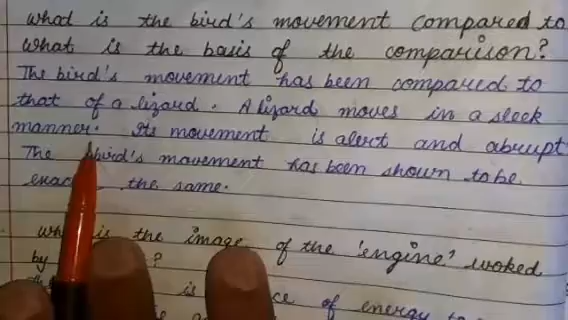 what is the bird's movement compared to
what is the basis of the comparison?
The bird's movement has been compared to
that of a lizard. A lizard moves in a sleek
manner. Its movement is alert and abrupt
The bird's movement has been shown to be
the same.
is the image of the 'engine' woked
by ?
is of energy